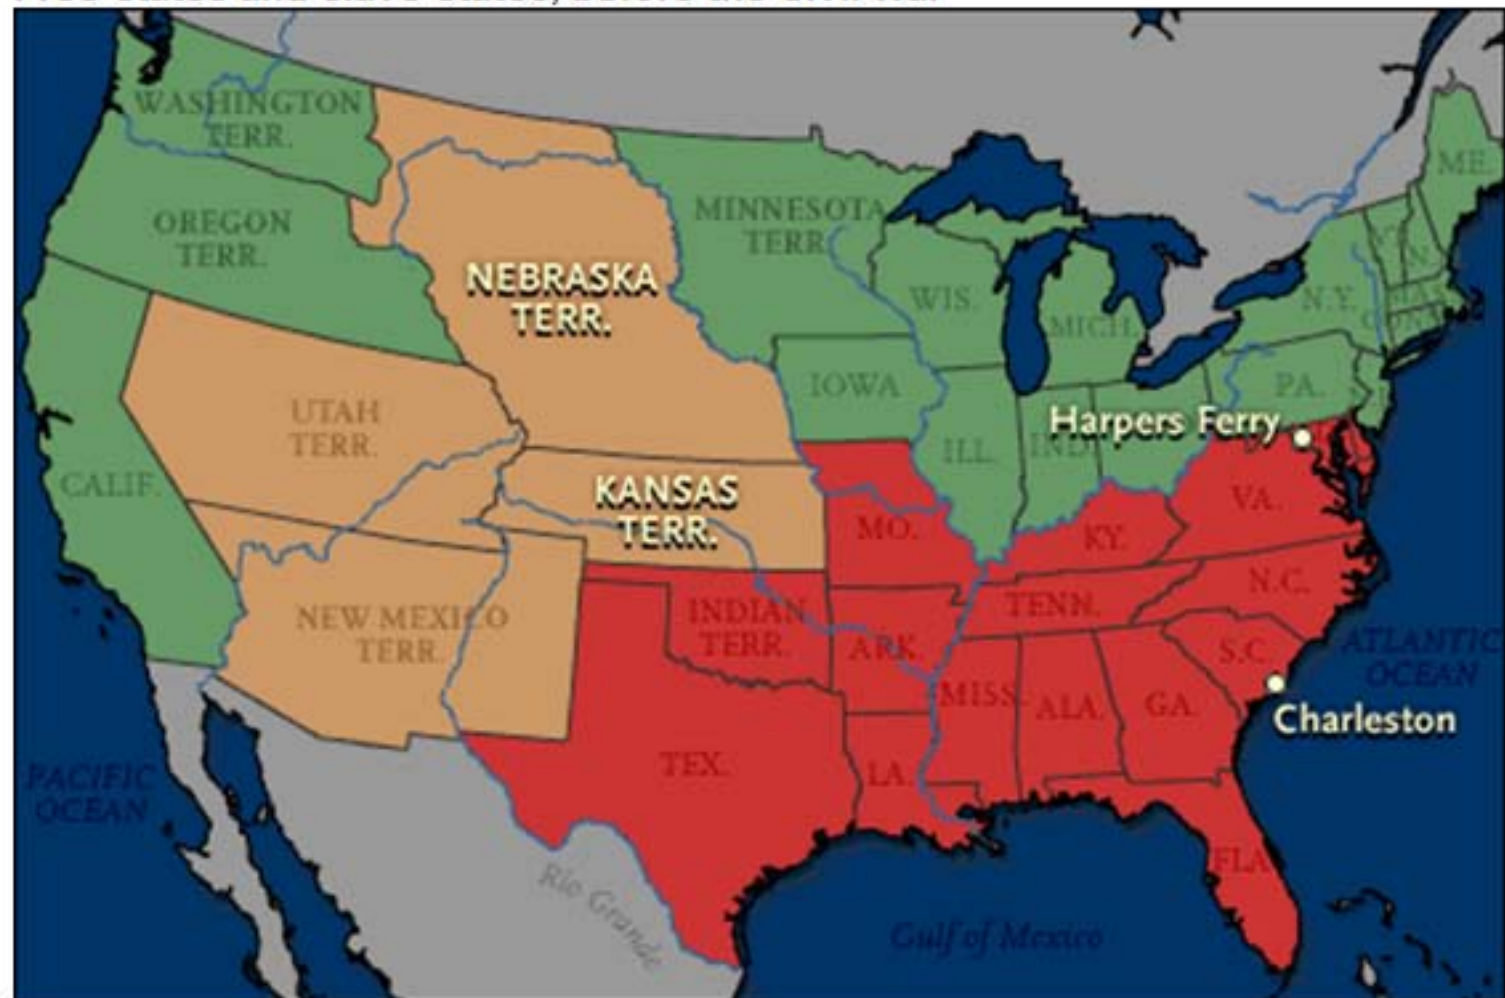 WASHINGTON
TERR.
OREGON
TERR.
NEBRASKA
TERR.
MINNESOTA
TERR.
WIS.
MICH.
ME.
N.Y.
PA.
IOWA
ILL.
IND.
Harpers Ferry
UTAH
TERR.
CALIF.
KANSAS
TERR.
MO.
KY.
VA.
NEW MEXICO
TERR.
INDIAN
TERR.
ARK.
TENN.
N.C.
S.C.
MISS.
ALA.
GA.
Charleston
ATLANTIC
OCEAN
PACIFIC
OCEAN
TEX.
LA.
FLA
Rio Grande
Gulf of Mexico